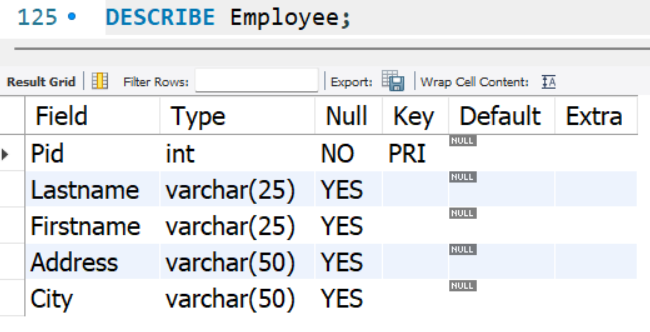 125 DESCRIBE Employee;
Result Grid Filter Rows: Export: Wrap Cell Content: IA
Field Type Null Key Default Extra
Pid int NO PRI NULL
Lastname varchar(25) YES NULL
Firstname varchar(25) YES NULL
Address varchar(50) YES NULL
City varchar(50) YES NULL